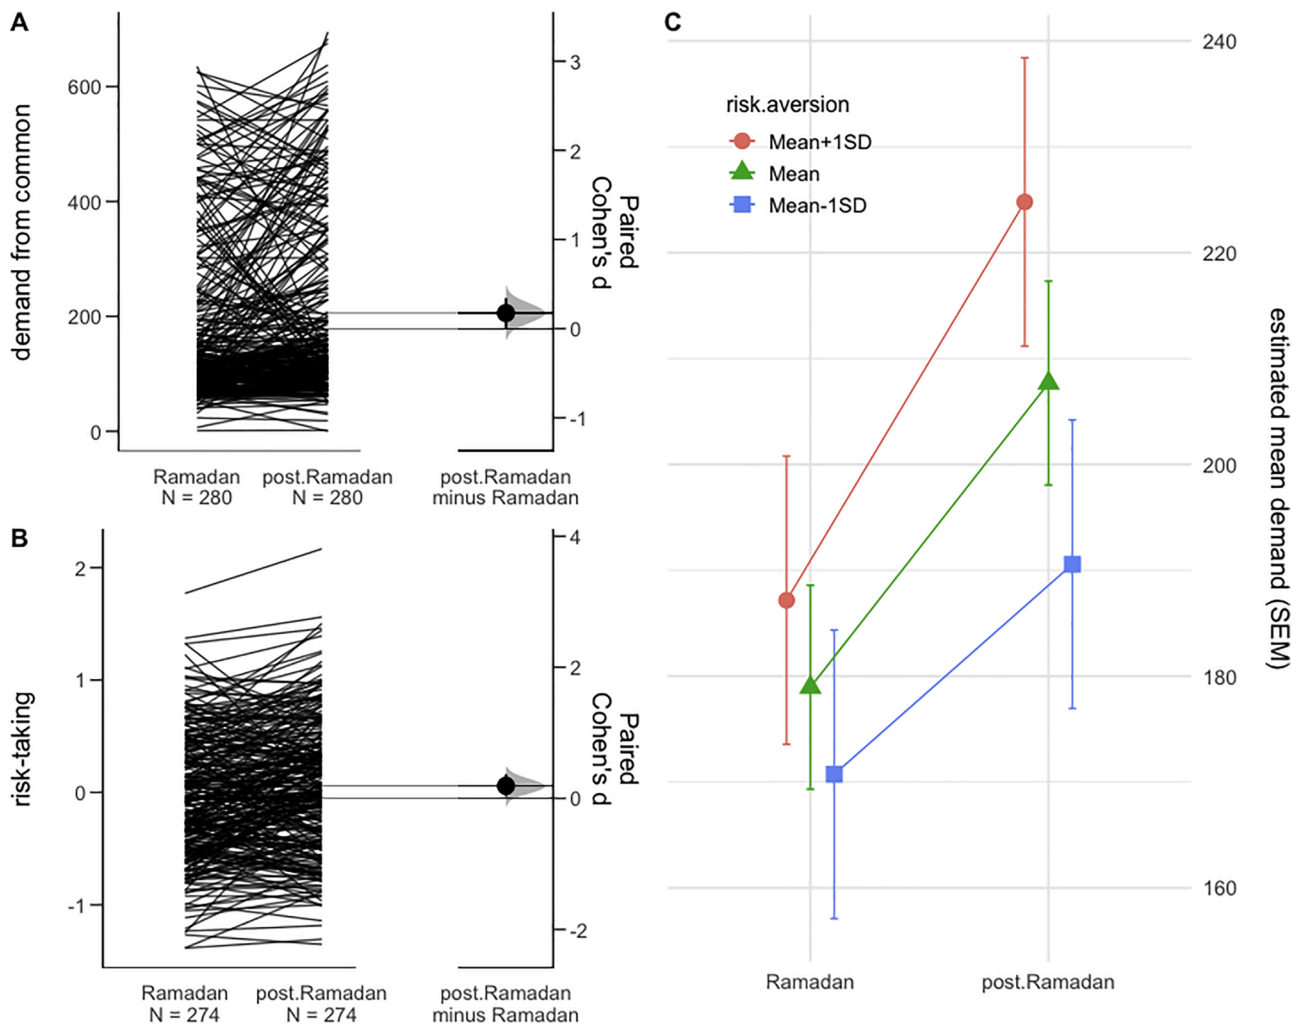 A
demand from common
600
400
200
0
Ramadan
N = 280
post.Ramadan
N = 280
3
2
1
0
-1
Paired
Cohen's d
post.Ramadan
minus Ramadan
B
risk-taking
2
1
0
-1
Ramadan
N = 274
post.Ramadan
N = 274
4
2
0
-2
Paired
Cohen's d
post.Ramadan
minus Ramadan
C
risk.aversion
Mean+1SD
Mean
Mean-1SD
240
220
200
180
160
estimated mean demand (SEM)
Ramadan
post.Ramadan